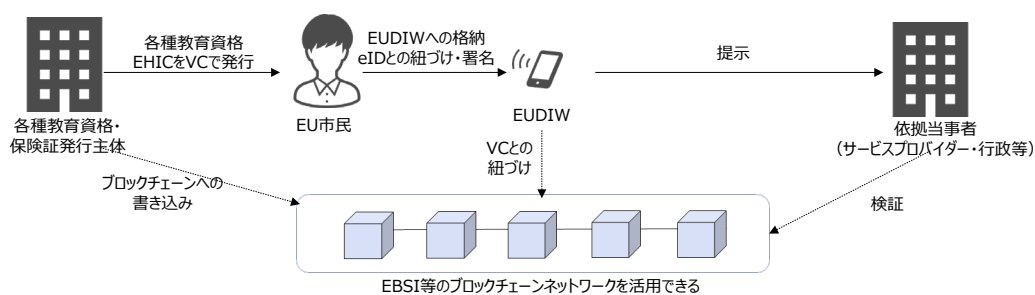 各種教育資格
EHICをVCで発行
EUDIWへの格納
eIDとの紐づけ・署名
提示
EU市民
EUDIW
各種教育資格・
保険証発行主体
依拠当事者
（サービスプロバイダー・行政等）
VCとの
紐づけ
ブロックチェーンへの
書き込み
検証
EBSI等のブロックチェーンネットワークを活用できる